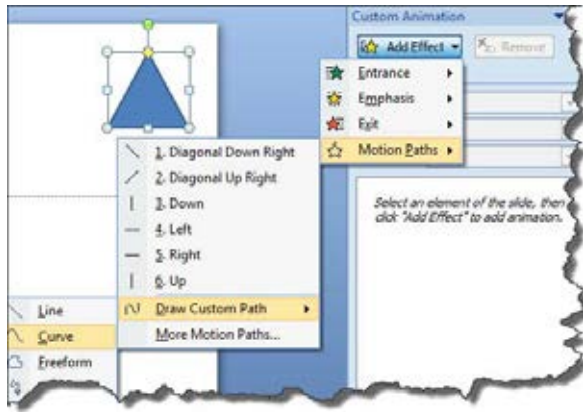 Custom Animation
Add Effect
Remove
Entrance
Emphasis
Exit
Motion Paths
1. Diagonal Down Right
2. Diagonal Up Right
3. Down
4. Left
5. Right
6. Up
Draw Custom Path
More Motion Paths...
Line
Curve
Freeform
Select an element of the slide, then
click "Add Effect" to add animation.